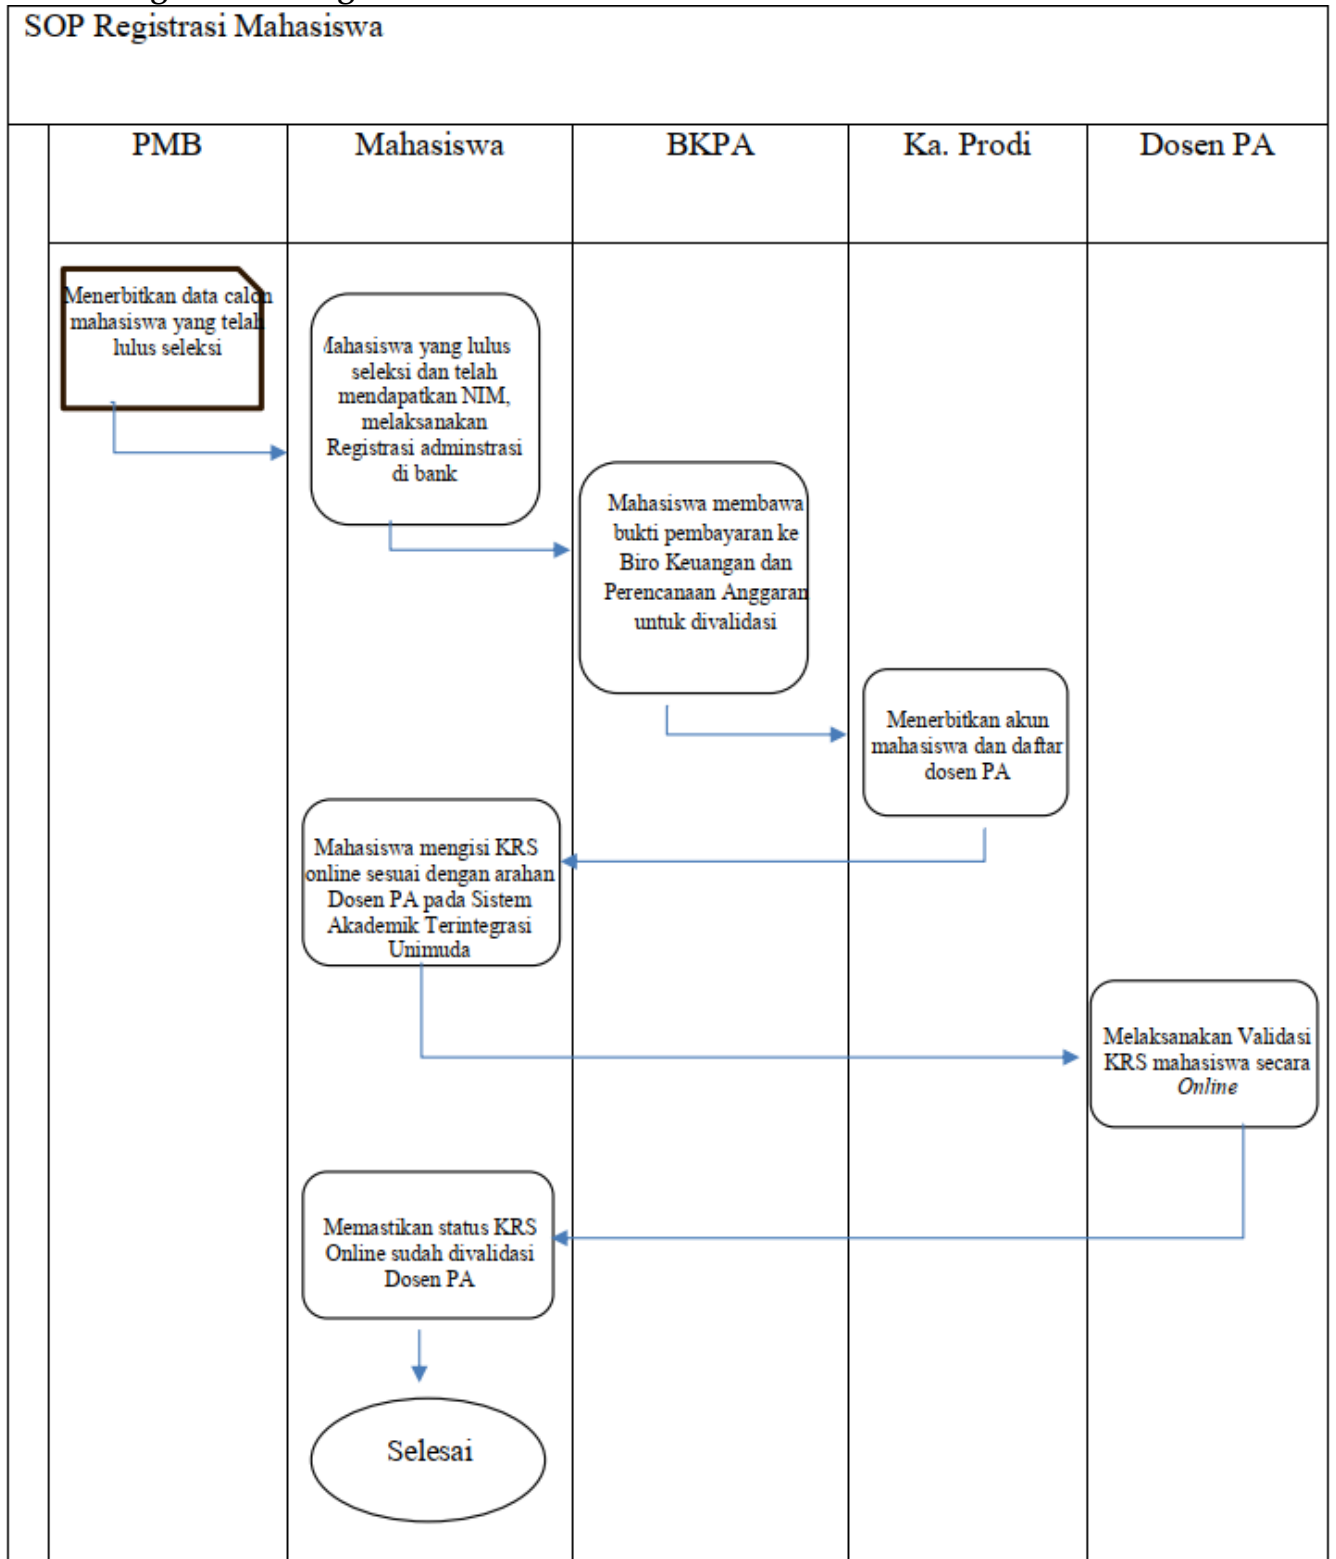 SOP Registrasi Mahasiswa
PMB
Mahasiswa
BKPA
Ka. Prodi
Dosen PA
Menerbitkan data calon
mahasiswa yang telah
lulus seleksi
Mahasiswa yang lulus
seleksi dan telah
mendapatkan NIM,
melaksanakan
Registrasi adminstrasi
di bank
Mahasiswa membawa
bukti pembayaran ke
Biro Keuangan dan
Perencanaan Anggaran
untuk divalidasi
Menerbitkan akun
mahasiswa dan daftar
dosen PA
Mahasiswa mengisi KRS
online sesuai dengan arahan
Dosen PA pada Sistem
Akademik Terintegrasi
Unimuda
Melaksanakan Validasi
KRS mahasiswa secara
Online
Memastikan status KRS
Online sudah divalidasi
Dosen PA
Selesai